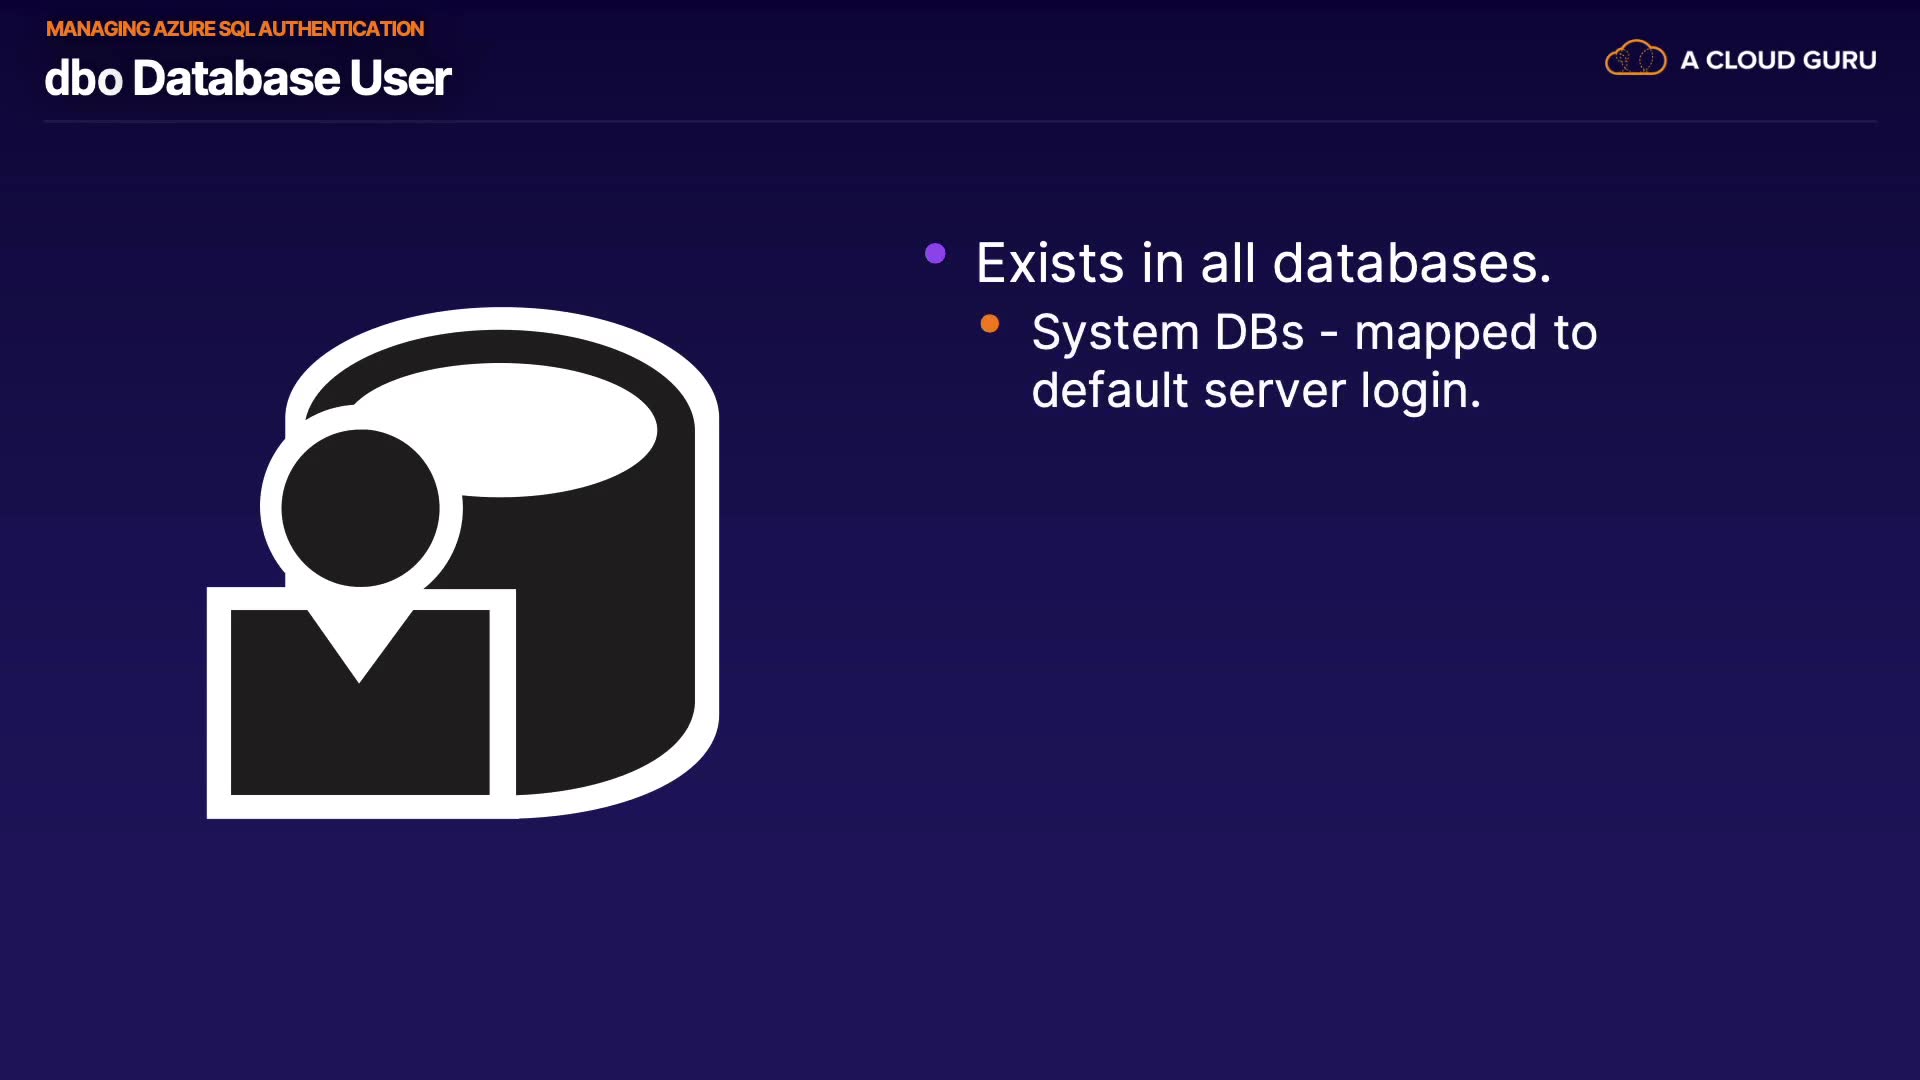 MANAGING AZURE SQL AUTHENTICATION
dbo Database User
A CLOUD GURU
Exists in all databases.
System DBs - mapped to
default server login.